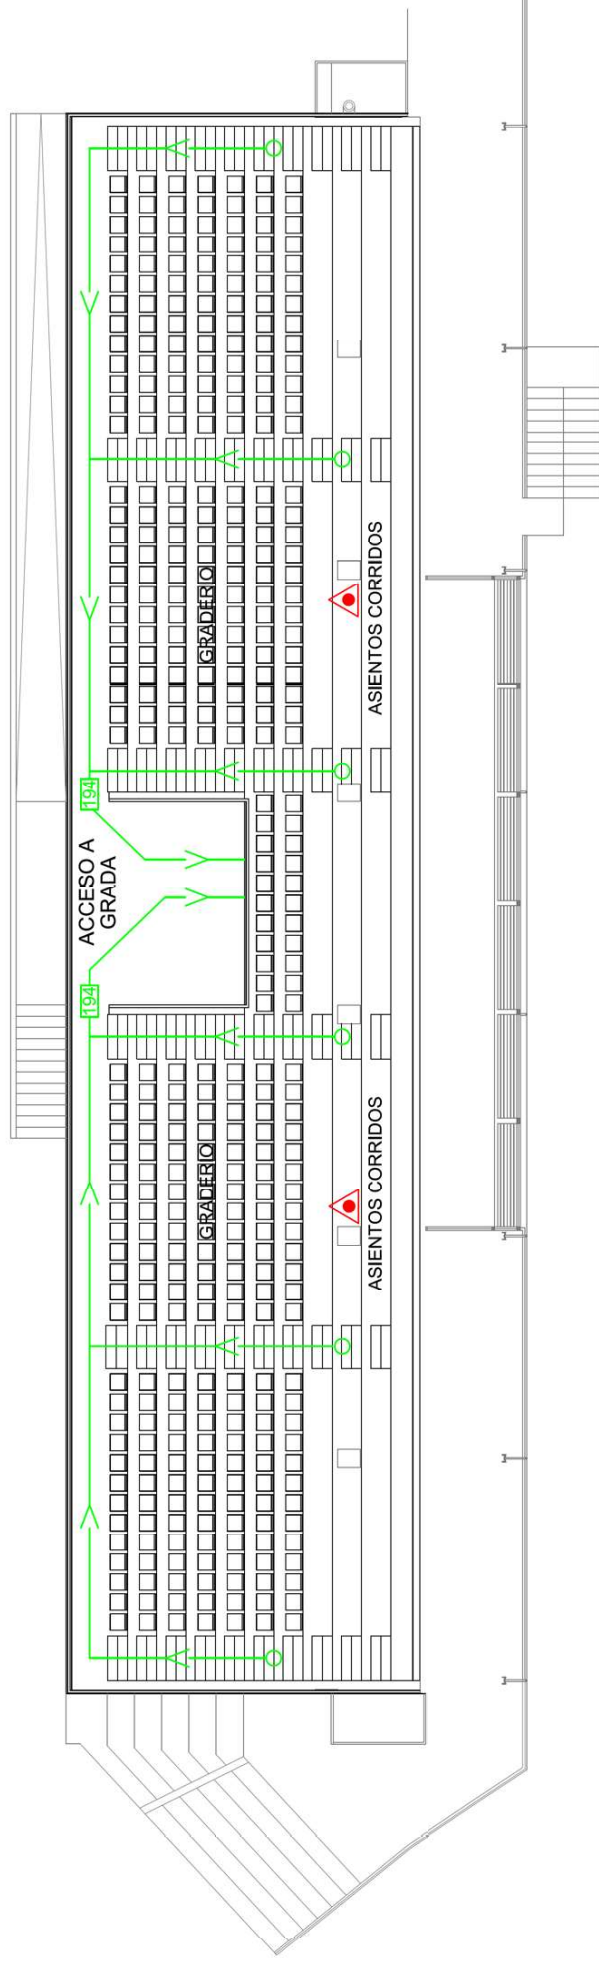 GRADERIO
ASIENTOS CORRIDOS
194
ACCESO A
GRADA
194
GRADERIO
ASIENTOS CORRIDOS